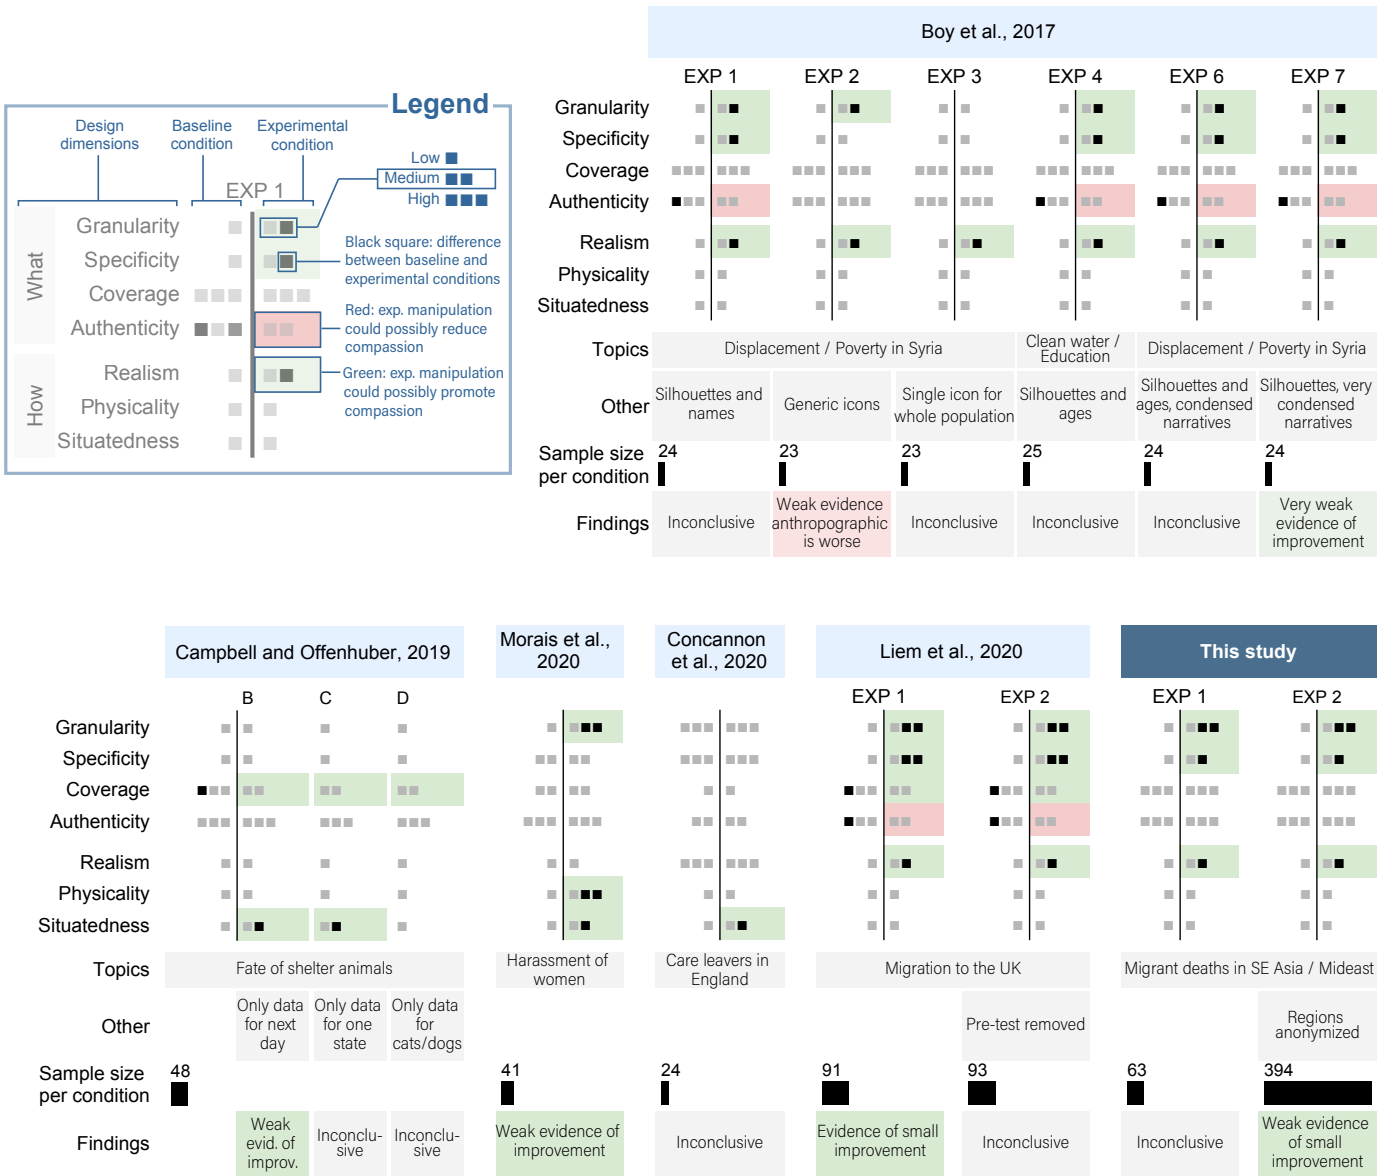 Legend
Design
dimensions
Baseline
condition
Experimental
condition
Low
Medium
High
EXP 1
What
Granularity
Specificity
Coverage
Authenticity
How
Realism
Physicality
Situatedness
Black square: difference
between baseline and
experimental conditions
Red: exp. manipulation
could possibly reduce
compassion
Green: exp. manipulation
could possibly promote
compassion
Boy et al., 2017
EXP 1 EXP 2 EXP 3 EXP 4 EXP 6 EXP 7
Granularity
Specificity
Coverage
Authenticity
Realism
Physicality
Situatedness
Topics
Displacement / Poverty in Syria
Clean water /
Education
Displacement / Poverty in Syria
Other
Silhouettes and
names
Generic icons
Single icon for
whole population
Silhouettes and
ages
Silhouettes and
ages, condensed
narratives
Silhouettes, very
condensed
narratives
Sample size
per condition
24 23 23 25 24 24
Findings
Inconclusive
Weak evidence
anthropographic
is worse
Inconclusive
Inconclusive
Inconclusive
Very weak
evidence of
improvement
Campbell and Offenhuber, 2019
Morais et al.,
2020
Concannon
et al., 2020
Liem et al., 2020
This study
B C D
EXP 1 EXP 2
EXP 1 EXP 2
Granularity
Specificity
Coverage
Authenticity
Realism
Physicality
Situatedness
Topics
Fate of shelter animals
Harassment of
women
Care leavers in
England
Migration to the UK
Migrant deaths in SE Asia / Mideast
Other
Only data
for next
day
Only data
for one
state
Only data
for
cats/dogs
Pre-test removed
Regions
anonymized
Sample size
per condition
48 41 24 91 93 63 394
Findings
Weak
evid. of
improv.
Inconclu-
sive
Inconclu-
sive
Weak evidence of
improvement
Inconclusive
Evidence of small
improvement
Inconclusive
Inconclusive
Weak evidence
of small
improvement